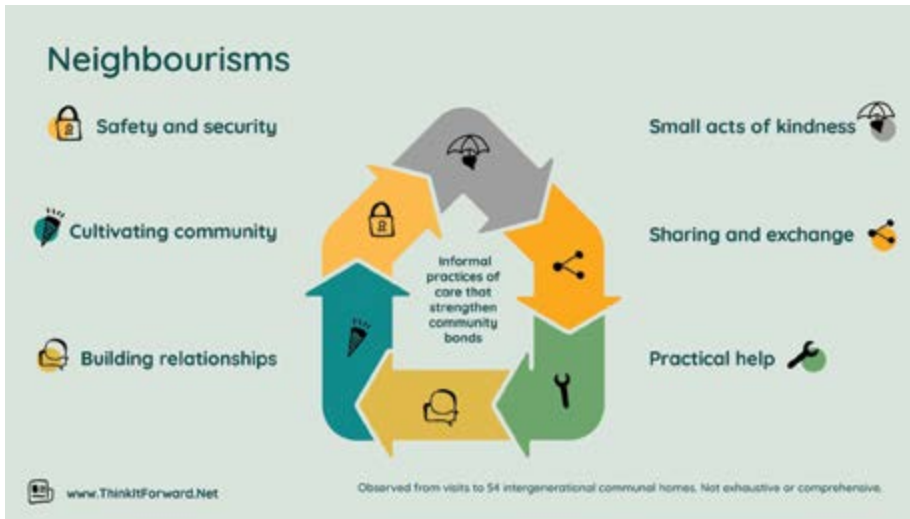 Neighbourisms
Safety and security
Cultivating community
Building relationships
Small acts of kindness
Sharing and exchange
Practical help
Informal
practices of
care that
strengthen
community
bonds
www.ThinkItForward.Net
Observed from visits to 54 intergenerational communal homes. Not exhaustive or comprehensive.